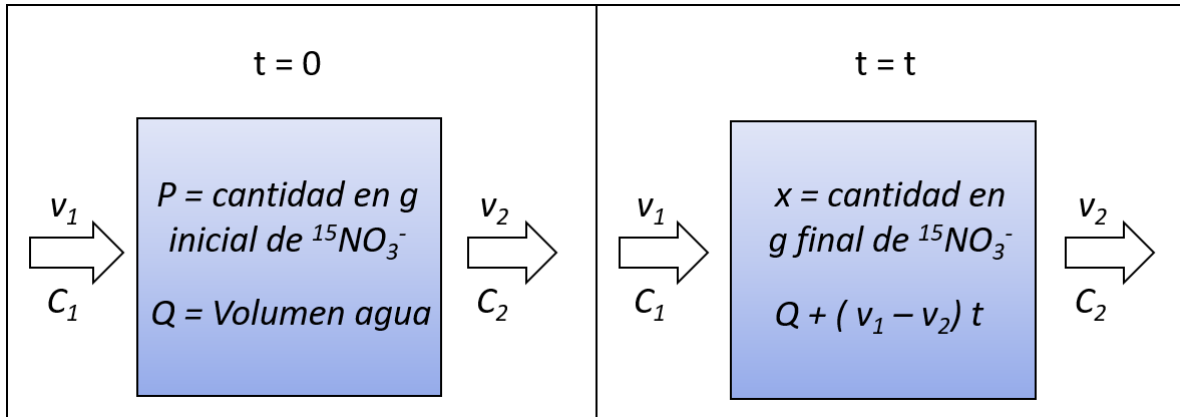 t = 0
v₁
C₁
P = cantidad en g
inicial de ¹⁵NO₃⁻
Q = Volumen agua
v₂
C₂
t = t
v₁
C₁
x = cantidad en
g final de ¹⁵NO₃⁻
Q + ( v₁ – v₂) t
v₂
C₂